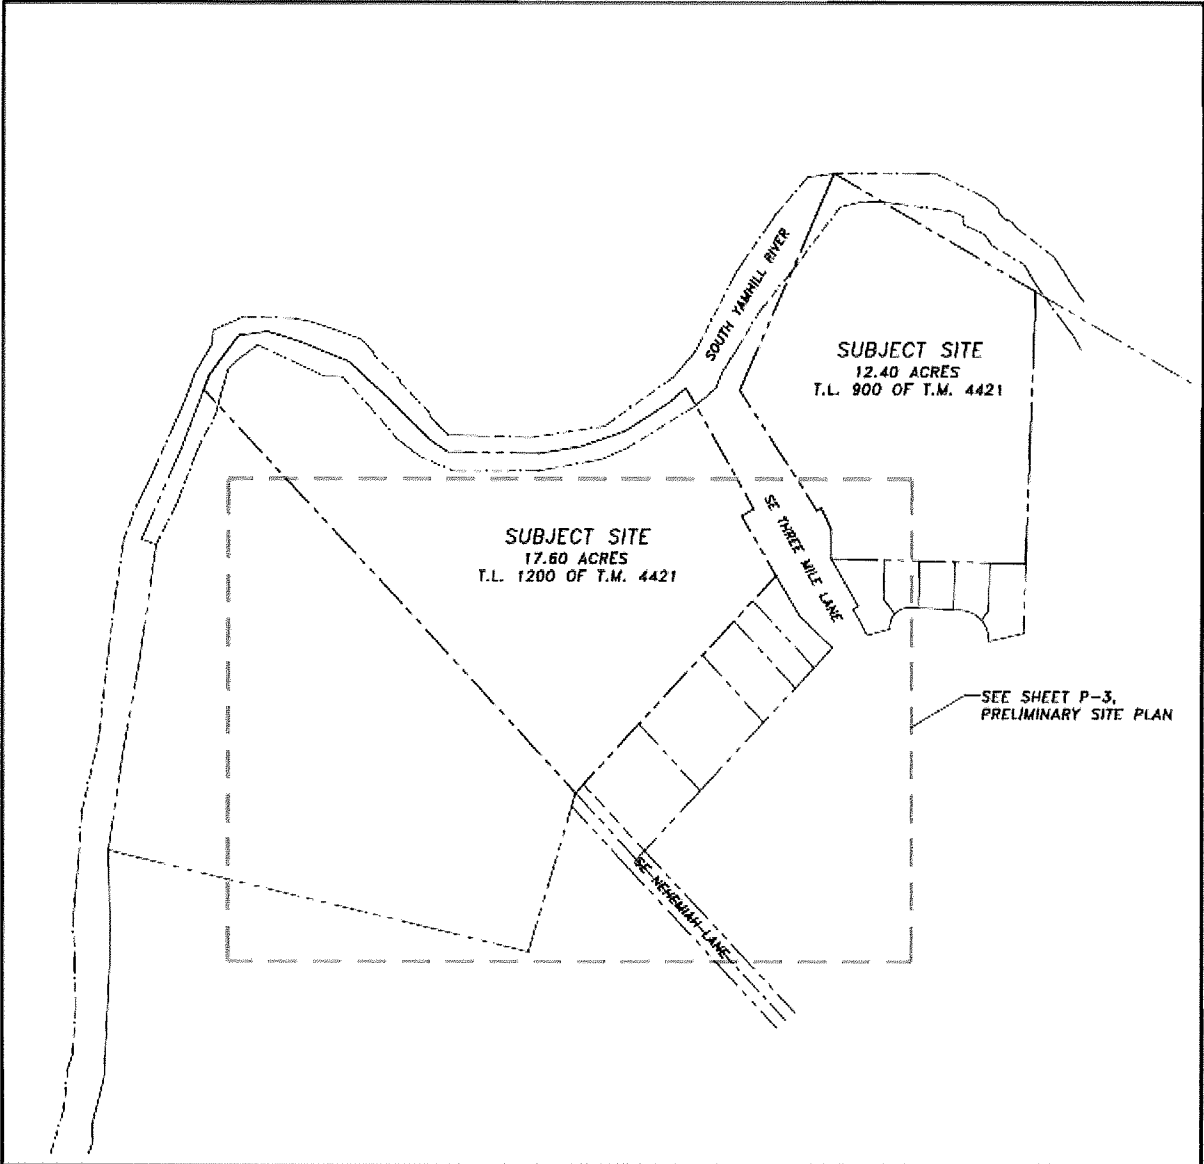 SOUTH YAMHILL RIVER
SUBJECT SITE
12.40 ACRES
T.L. 900 OF T.M. 4421
SUBJECT SITE
17.60 ACRES
T.L. 1200 OF T.M. 4421
SE THREE MILE LANE
SEE SHEET P-3,
PRELIMINARY SITE PLAN
SE NEHEMIAH LANE